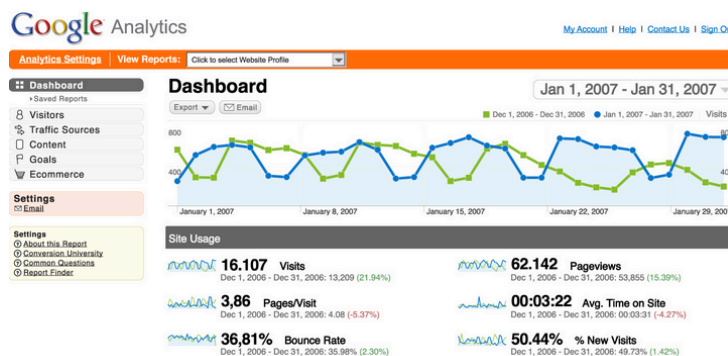 Google Analytics
My Account | Help | Contact Us | Sign O
Analytics Settings | View Reports: Click to select Website Profile
Dashboard
Saved Reports
Visitors
Traffic Sources
Content
Goals
Ecommerce
Settings
Email
Settings
About this Report
Conversion University
Common Questions
Report Finder
Dashboard
Jan 1, 2007 - Jan 31, 2007
Export Email
Dec 1, 2006 - Dec 31, 2006 Jan 1, 2007 - Jan 31, 2007 Visits
800
400
January 1, 2007 January 8, 2007 January 15, 2007 January 22, 2007 January 29, 20
Site Usage
16.107 Visits
Dec 1, 2006 - Dec 31, 2006: 13,209 (21.94%)
62.142 Pageviews
Dec 1, 2006 - Dec 31, 2006: 53,855 (15.39%)
3,86 Pages/Visit
Dec 1, 2006 - Dec 31, 2006: 4.08 (-5.37%)
00:03:22 Avg. Time on Site
Dec 1, 2006 - Dec 31, 2006: 00:03:31 (-4.27%)
36,81% Bounce Rate
Dec 1, 2006 - Dec 31, 2006: 35.98% (2.30%)
50.44% % New Visits
Dec 1, 2006 - Dec 31, 2006: 49.73% (1.42%)